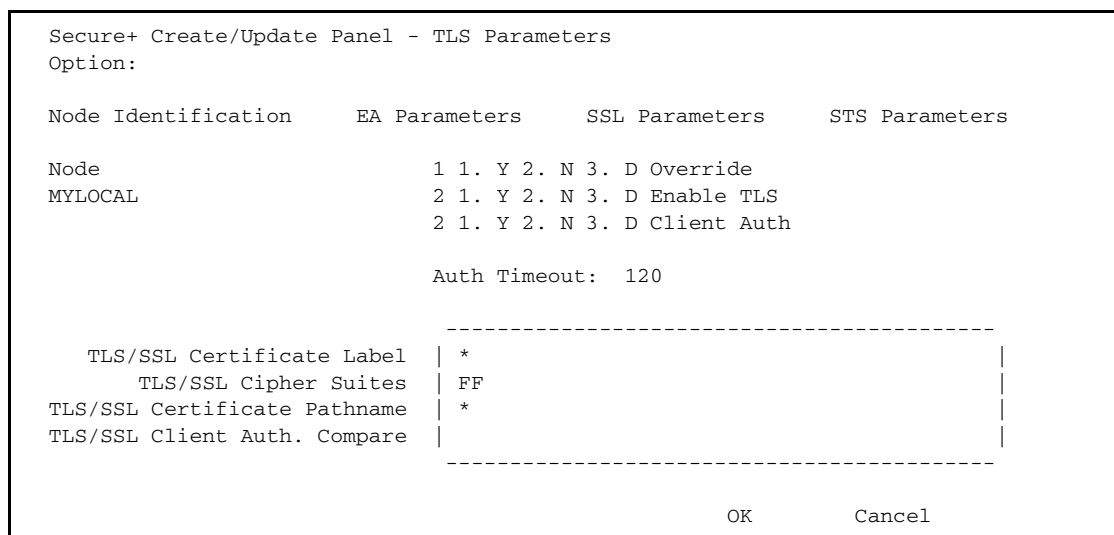 Secure+ Create/Update Panel - TLS Parameters
Option:
Node Identification EA Parameters SSL Parameters STS Parameters
Node 1 1. Y 2. N 3. D Override
MYLOCAL 2 1. Y 2. N 3. D Enable TLS
2 1. Y 2. N 3. D Client Auth
Auth Timeout: 120
-------------------------------------------
TLS/SSL Certificate Label | * |
TLS/SSL Cipher Suites | FF |
TLS/SSL Certificate Pathname | * |
TLS/SSL Client Auth. Compare | |
-------------------------------------------
OK Cancel